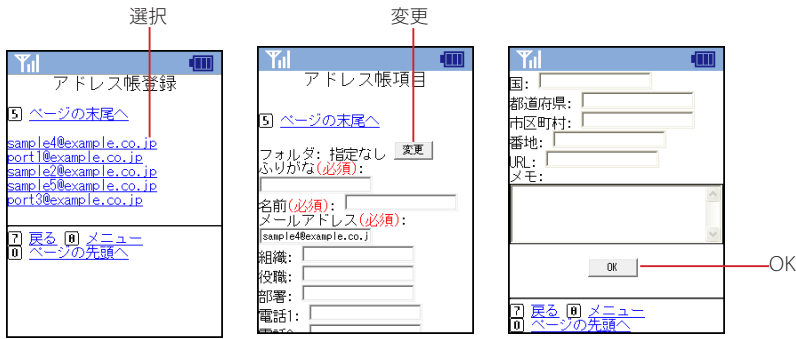 選択
アドレス帳登録
5 ページの末尾へ
sample4@example.co.jp
port1@example.co.jp
sample2@example.co.jp
sample5@example.co.jp
port3@example.co.jp
7 戻る 8 メニュー
0 ページの先頭へ
変更
アドレス帳項目
5 ページの末尾へ
フォルダ: 指定なし 変更
ふりがな(必須):
名前(必須):
メールアドレス(必須):
sample4@example.co.j
組織:
役職:
部署:
電話1:
国:
都道府県:
市区町村:
番地:
URL:
メモ:
OK
OK
7 戻る 8 メニュー
0 ページの先頭へ